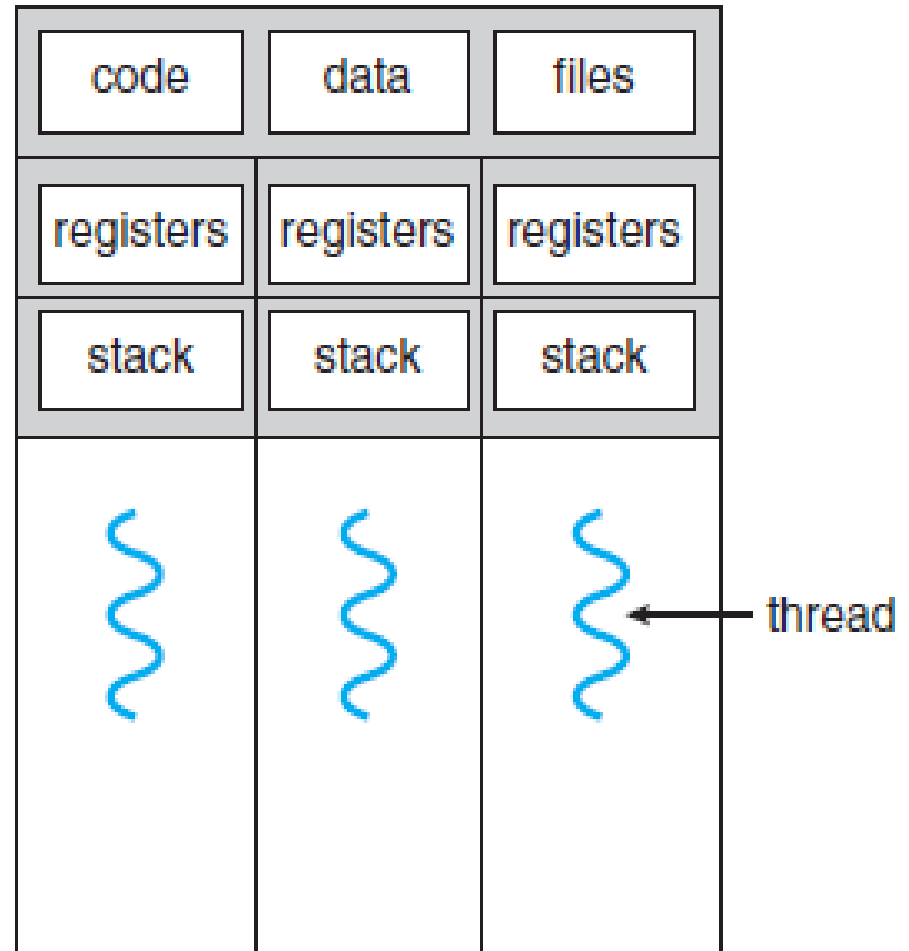 code data files
registers registers registers
stack stack stack
thread